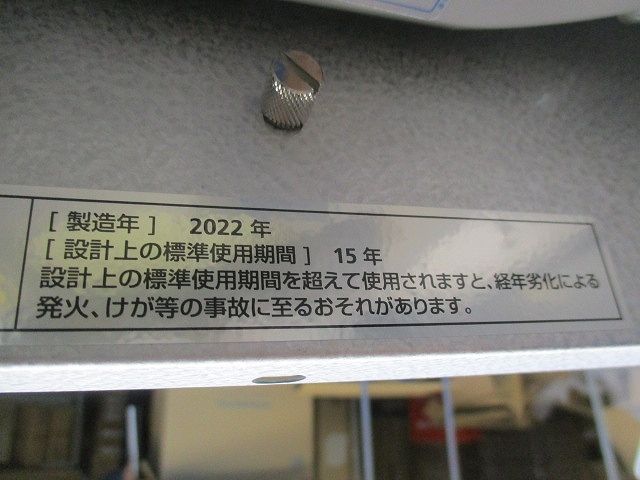 [ 製造年 ] 2022 年
[ 設計上の標準使用期間 ] 15 年
設計上の標準使用期間を超えて使用されますと、経年劣化による
発火、けが等の事故に至るおそれがあります。